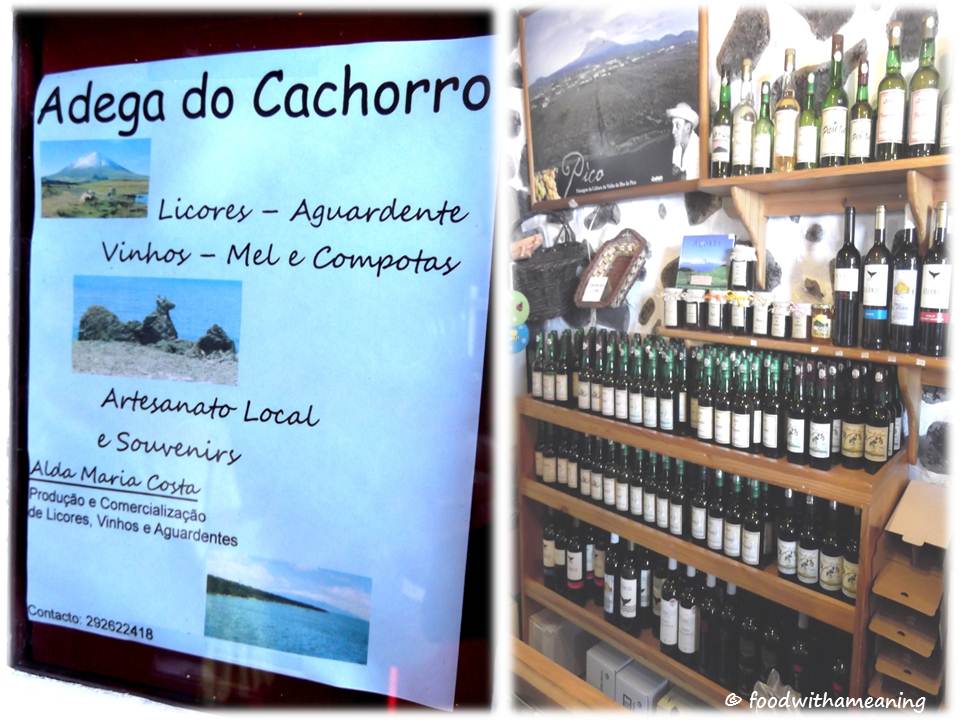 Adega do Cachorro
Licores – Aguardente
Vinhos – Mel e Compotas
Artesanato Local
e Souvenirs
Alda Maria Costa
Produção e Comercialização
de Licores, Vinhos e Aguardentes
Contacto: 292622418
Pico
© foodwithameaning